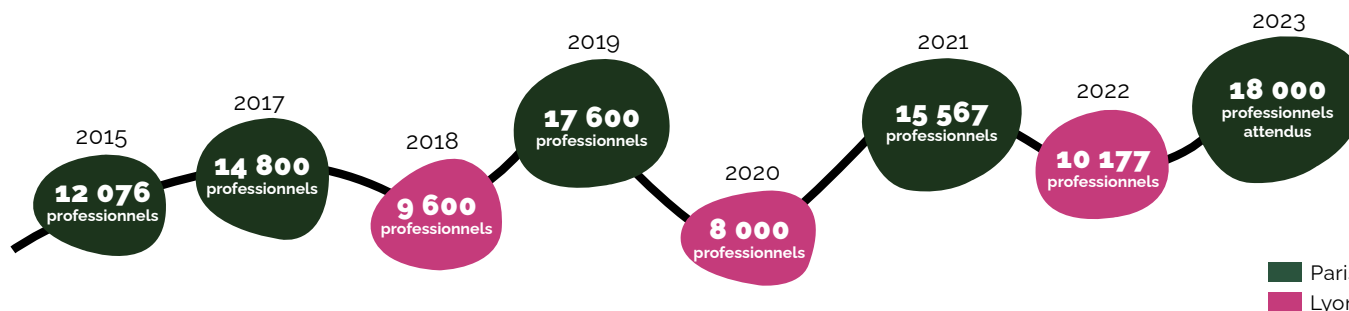 2015
12 076
professionnels
2017
14 800
professionnels
2018
9 600
professionnels
2019
17 600
professionnels
2020
8 000
professionnels
2021
15 567
professionnels
2022
10 177
professionnels
2023
18 000
professionnels
attendus